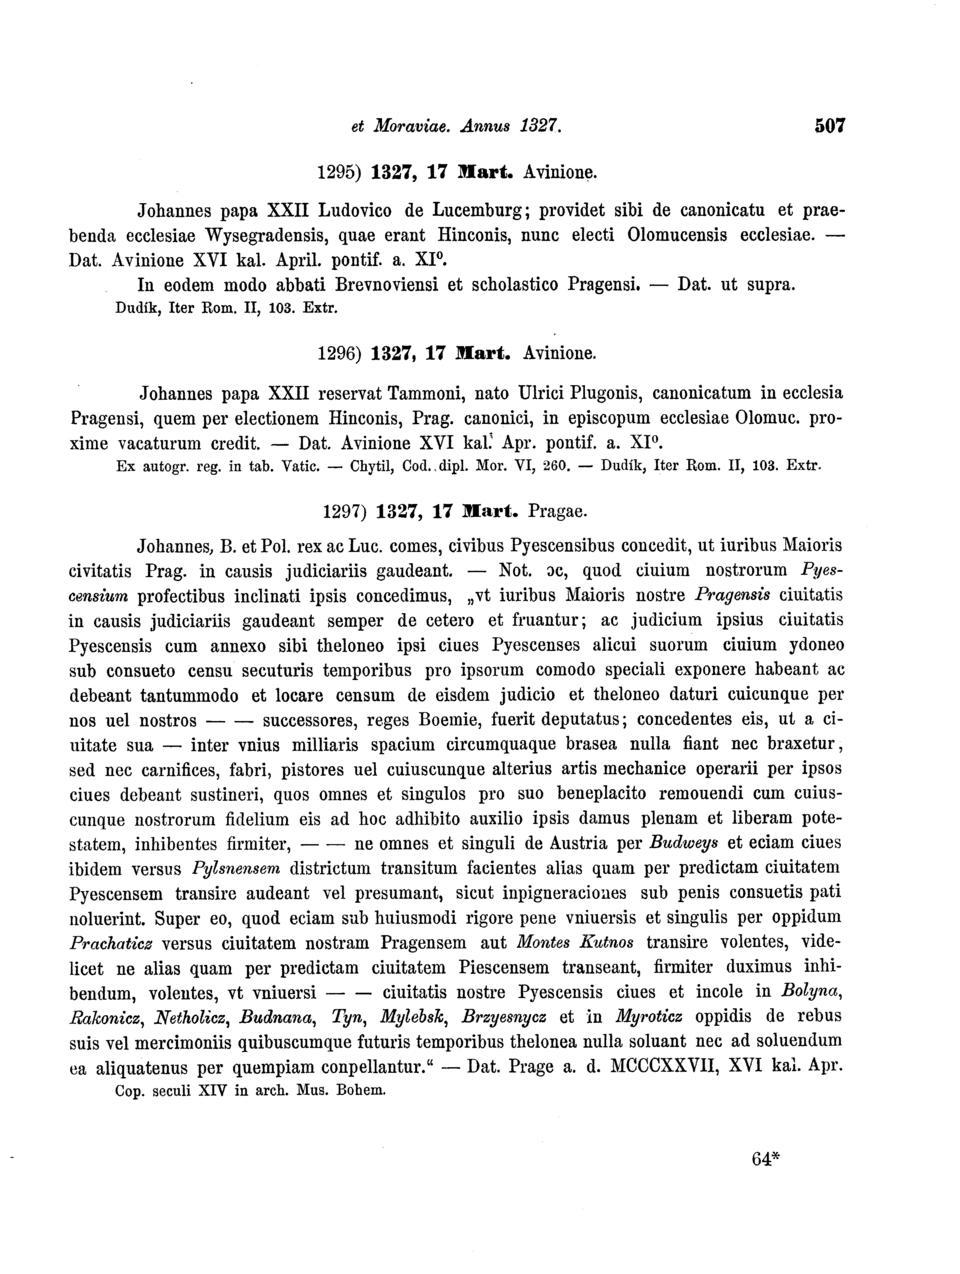 et Moraviae. Annus 1327. 507
1295) 1327, 17 Mart. Avinione.
Johannes papa XXII Ludovico de Lucemburg; providet sibi de canonicatu et prae-
benda ecclesiae Wysegradensis, quae erant Hinconis, nunc electi Olomucensis ecclesiae. —
Dat. Avinione XVI kal. April. pontif. a. XI⁰.
In eodem modo abbati Brevnoviensi et scholastico Pragensi. — Dat. ut supra.
Dudík, Iter Rom. II, 103. Extr.
1296) 1327, 17 Mart. Avinione.
Johannes papa XXII reservat Tammoni, nato Ulrici Plugonis, canonicatum in ecclesia
Pragensi, quem per electionem Hinconis, Prag. canonici, in episcopum ecclesiae Olomuc. pro-
xime vacaturum credit. — Dat. Avinione XVI kal. Apr. pontif. a. XI⁰.
Ex autogr. reg. in tab. Vatic. — Chytil, Cod. dipl. Mor. VI, 260. — Dudík, Iter Rom. II, 103. Extr.
1297) 1327, 17 Mart. Pragae.
Johannes, B. et Pol. rex ac Luc. comes, civibus Pyescensibus concedit, ut iuribus Maioris
civitatis Prag. in causis judiciariis gaudeant. — Not. ɔc, quod ciuium nostrorum Pyes-
censium profectibus inclinati ipsis concedimus, „vt iuribus Maioris nostre Pragensis ciuitatis
in causis judiciariis gaudeant semper de cetero et fruantur; ac judicium ipsius ciuitatis
Pyescensis cum annexo sibi theloneo ipsi ciues Pyescenses alicui suorum ciuium ydoneo
sub consueto censu secuturis temporibus pro ipsorum comodo speciali exponere habeant ac
debeant tantummodo et locare censum de eisdem judicio et theloneo daturi cuicunque per
nos uel nostros — — successores, reges Boemie, fuerit deputatus; concedentes eis, ut a ci-
uitate sua — inter vnius milliaris spacium circumquaque brasea nulla fiant nec braxetur,
sed nec carnifices, fabri, pistores uel cuiuscunque alterius artis mechanice operarii per ipsos
ciues debeant sustineri, quos omnes et singulos pro suo beneplacito remouendi cum cuius-
cunque nostrorum fidelium eis ad hoc adhibito auxilio ipsis damus plenam et liberam pote-
statem, inhibentes firmiter, — — ne omnes et singuli de Austria per Budweys et eciam ciues
ibidem versus Pylsnensem districtum transitum facientes alias quam per predictam ciuitatem
Pyescensem transire audeant vel presumant, sicut inpigneraciones sub penis consuetis pati
noluerint. Super eo, quod eciam sub huiusmodi rigore pene vniuersis et singulis per oppidum
Prachaticz versus ciuitatem nostram Pragensem aut Montes Kutnos transire volentes, vide-
licet ne alias quam per predictam ciuitatem Piescensem transeant, firmiter duximus inhi-
bendum, volentes, vt vniuersi — — ciuitatis nostre Pyescensis ciues et incole in Bolyna,
Rakonicz, Netholicz, Budnana, Tyn, Mylebsk, Brzyesnycz et in Myroticz oppidis de rebus
suis vel mercimoniis quibuscumque futuris temporibus thelonea nulla soluant nec ad soluendum
ea aliquatenus per quempiam conpellantur.“ — Dat. Prage a. d. MCCCXXVII, XVI kal. Apr.
Cop. seculi XIV in arch. Mus. Bohem.
64*